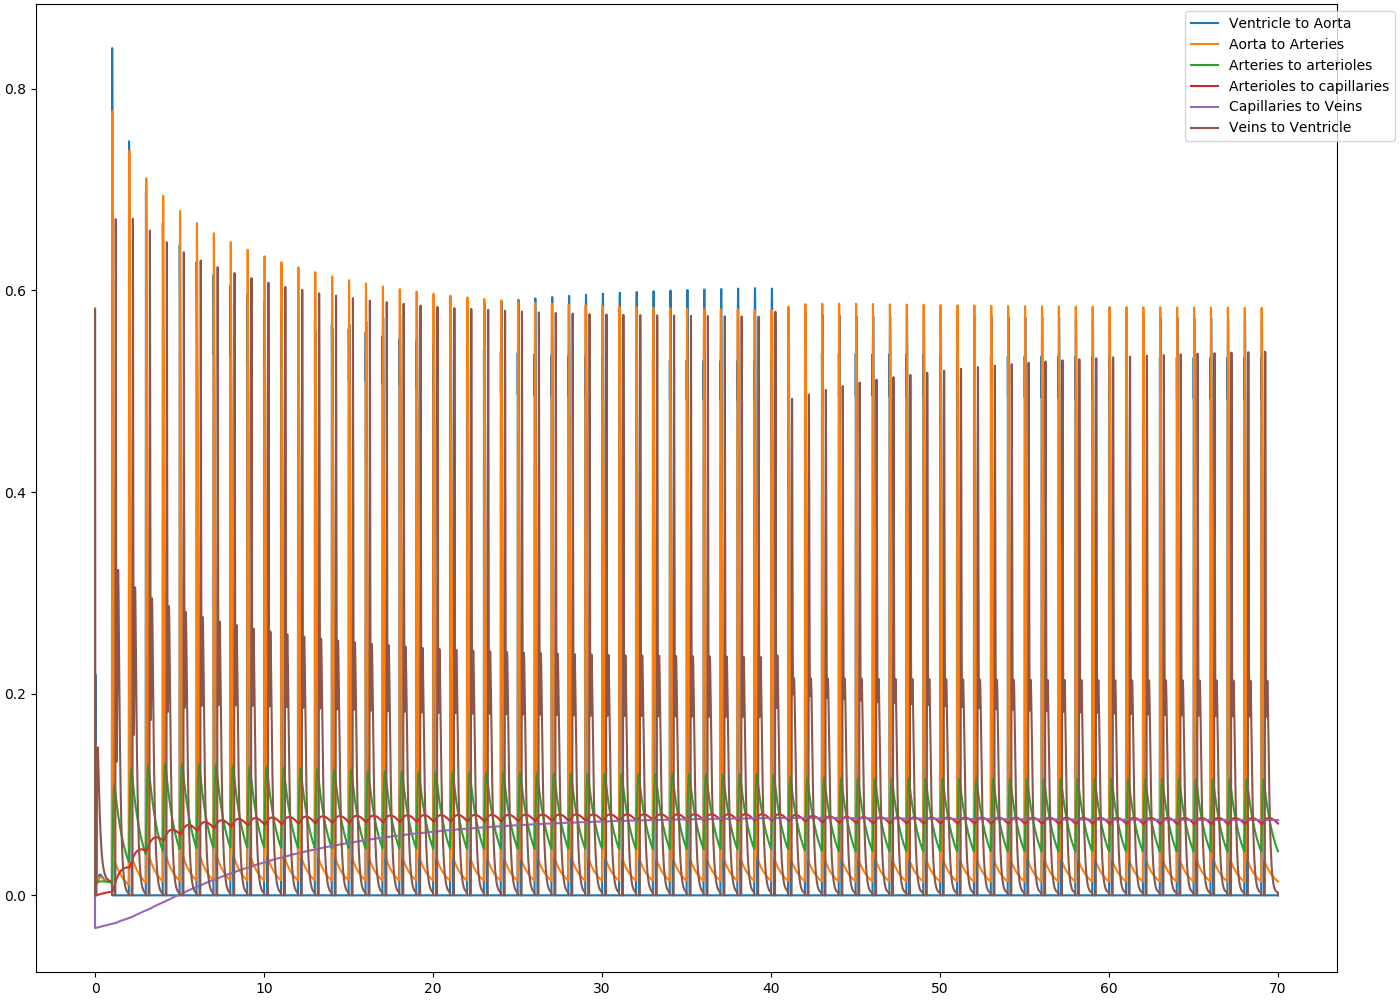 Ventricle to Aorta
Aorta to Arteries
Arteries to arterioles
Arterioles to capillaries
Capillaries to Veins
Veins to Ventricle
0.8
0.6
0.4
0.2
0.0
0 10 20 30 40 50 60 70